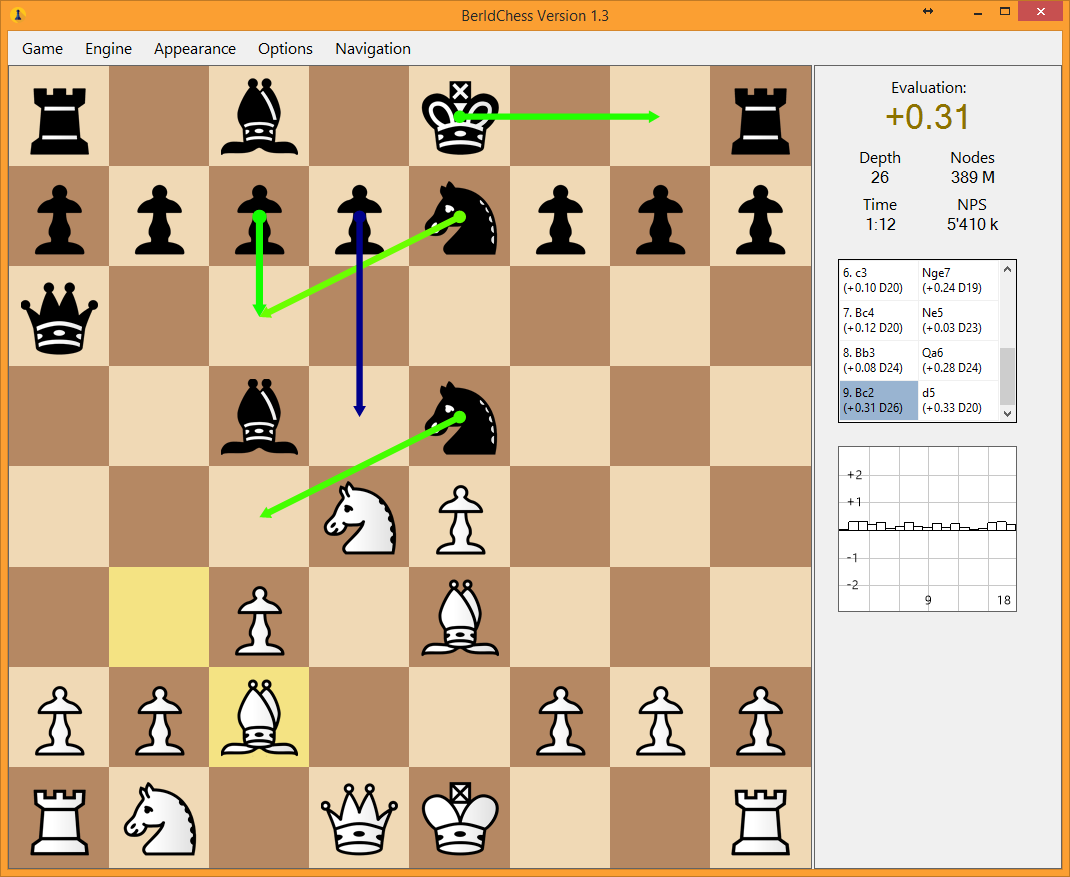 BerldChess Version 1.3
Game Engine Appearance Options Navigation
Evaluation:
+0.31
Depth Nodes
26 389 M
Time NPS
1:12 5'410 k
6. c3 Nge7
(+0.10 D20) (+0.24 D19)
7. Bc4 Ne5
(+0.12 D20) (+0.03 D23)
8. Bb3 Qa6
(+0.08 D24) (+0.28 D24)
9. Bc2 d5
(+0.31 D26) (+0.33 D20)
+2
+1
-1
-2
9 18